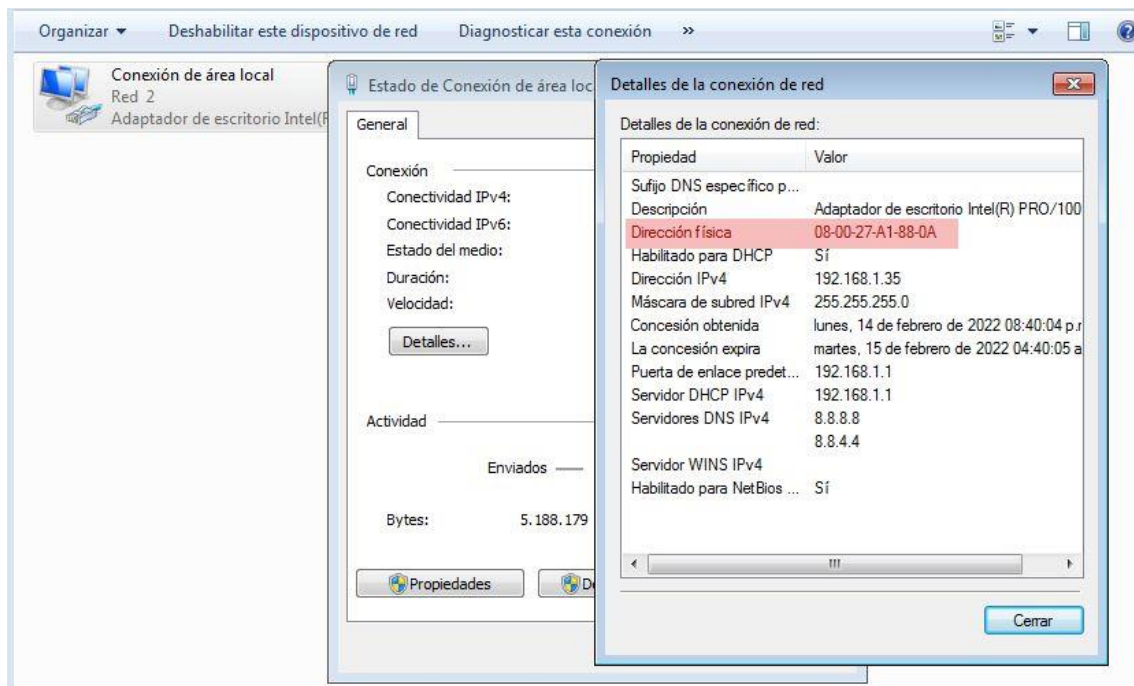 Organizar Deshabilitar este dispositivo de red Diagnosticar esta conexión »
Conexión de área local
Red 2
Adaptador de escritorio Intel(R
Estado de Conexión de área loc
General
Conexión
Conectividad IPv4:
Conectividad IPv6:
Estado del medio:
Duración:
Velocidad:
Detalles...
Actividad
Enviados
Bytes: 5.188.179
Propiedades
Detalles de la conexión de red
Detalles de la conexión de red:
Propiedad Valor
Sufijo DNS específico p...
Descripción Adaptador de escritorio Intel(R) PRO/100
Dirección física 08-00-27-A1-88-0A
Habilitado para DHCP Sí
Dirección IPv4 192.168.1.35
Máscara de subred IPv4 255.255.255.0
Concesión obtenida lunes, 14 de febrero de 2022 08:40:04 p.
La concesión expira martes, 15 de febrero de 2022 04:40:05 a
Puerta de enlace predet... 192.168.1.1
Servidor DHCP IPv4 192.168.1.1
Servidores DNS IPv4 8.8.8.8
8.8.4.4
Servidor WINS IPv4
Habilitado para NetBios ... Sí
Cerrar